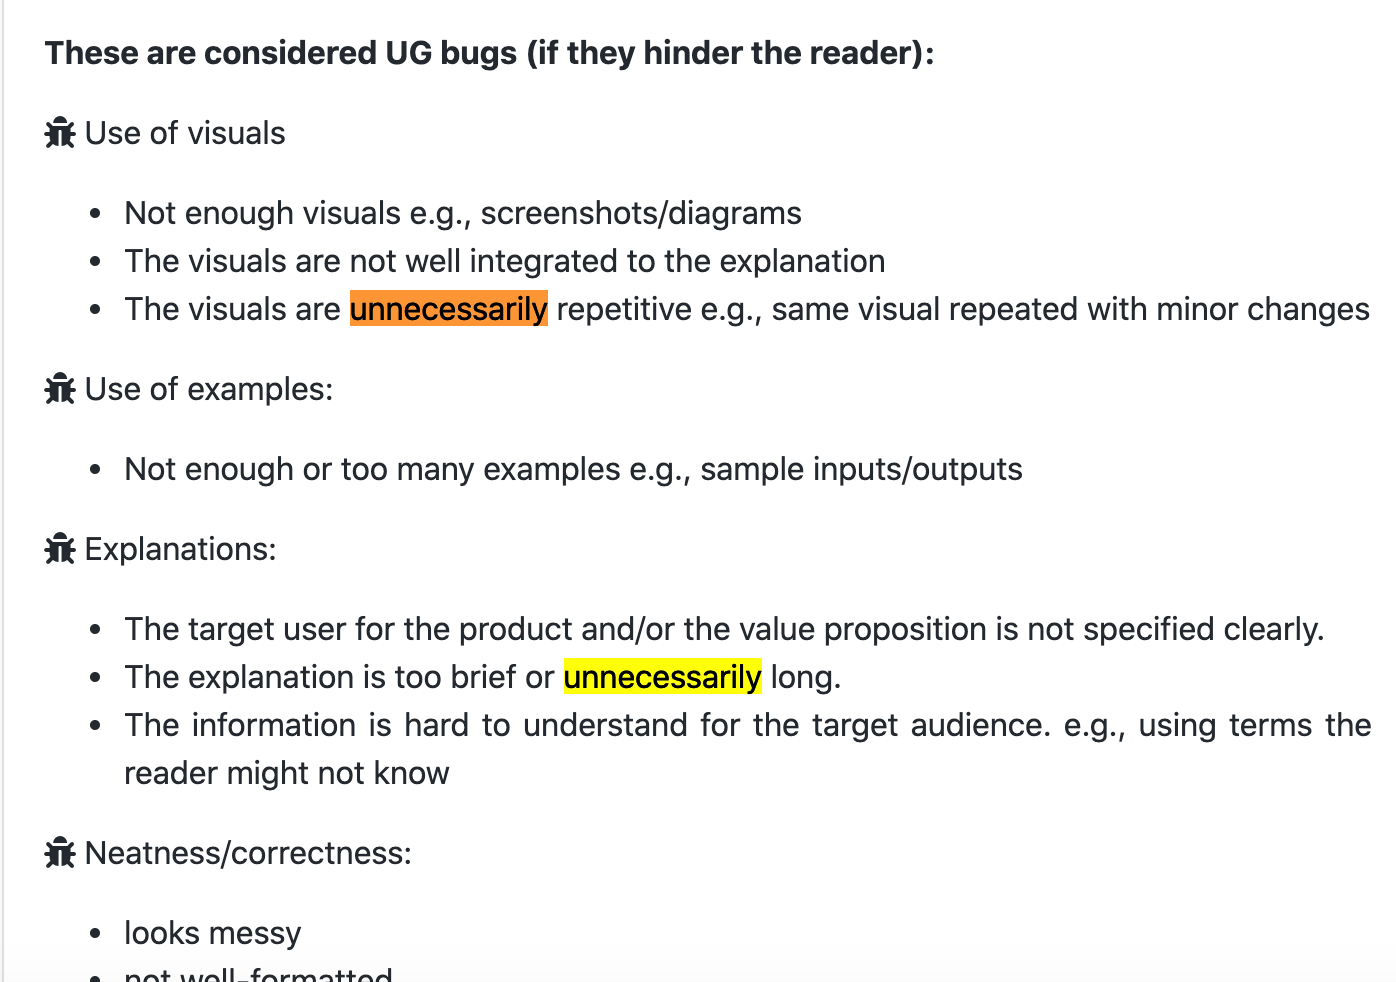 These are considered UG bugs (if they hinder the reader):
Use of visuals
• Not enough visuals e.g., screenshots/diagrams
• The visuals are not well integrated to the explanation
• The visuals are unnecessarily repetitive e.g., same visual repeated with minor changes
Use of examples:
• Not enough or too many examples e.g., sample inputs/outputs
Explanations:
• The target user for the product and/or the value proposition is not specified clearly.
• The explanation is too brief or unnecessarily long.
• The information is hard to understand for the target audience. e.g., using terms the
reader might not know
Neatness/correctness:
• looks messy
• not well-formatted